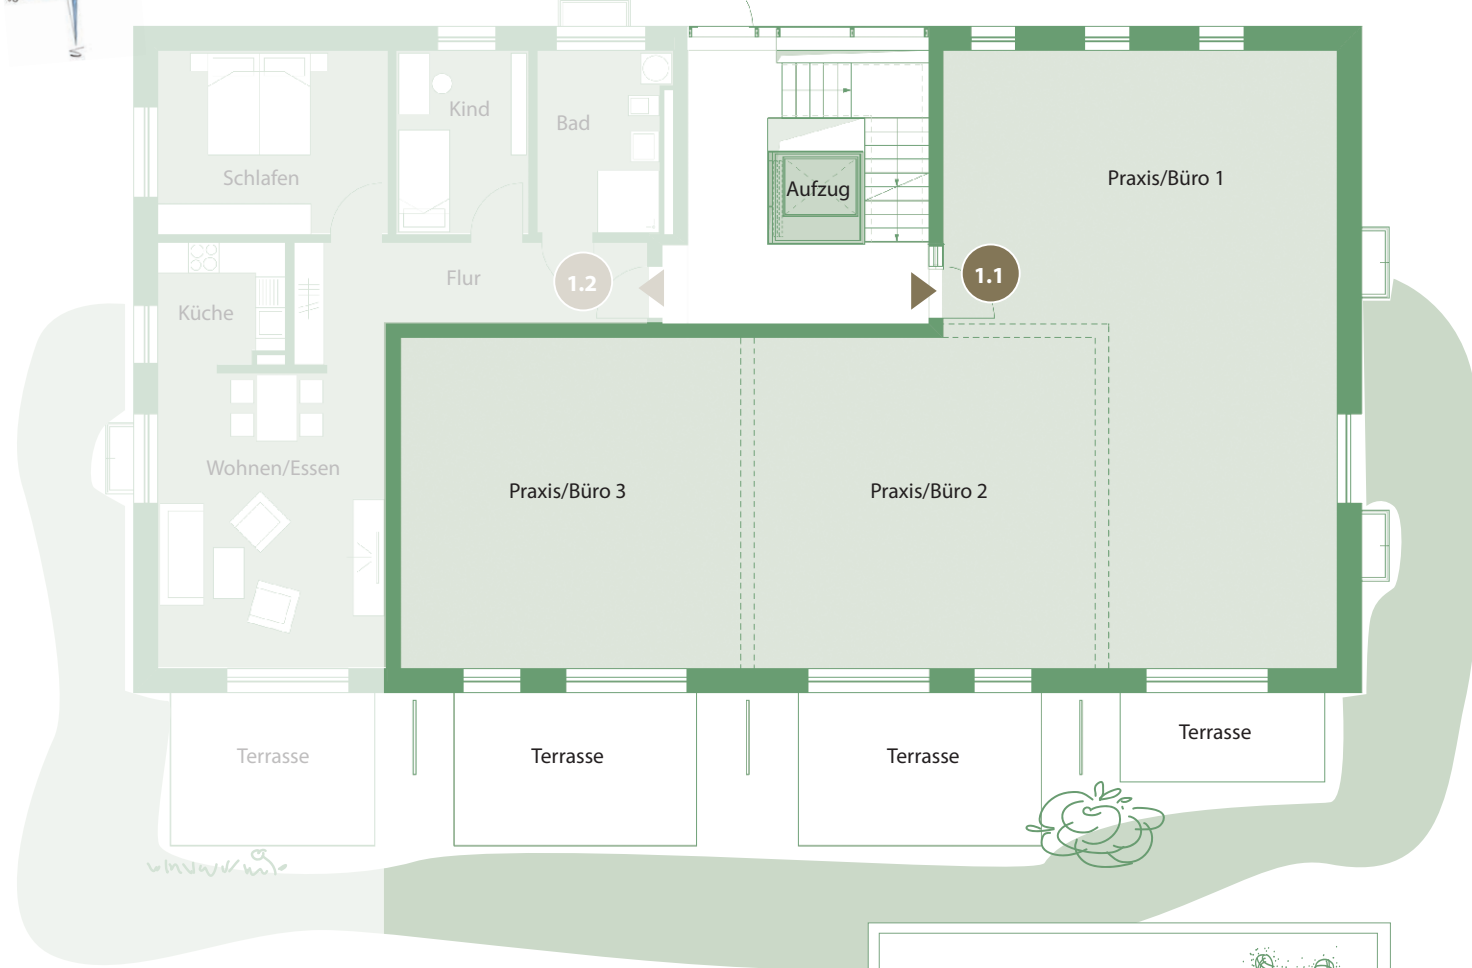 Kind
Bad
Schlafen
Aufzug
Praxis/Büro 1
Flur
1.2
1.1
Küche
Wohnen/Essen
Praxis/Büro 3
Praxis/Büro 2
Terrasse
Terrasse
Terrasse
Terrasse